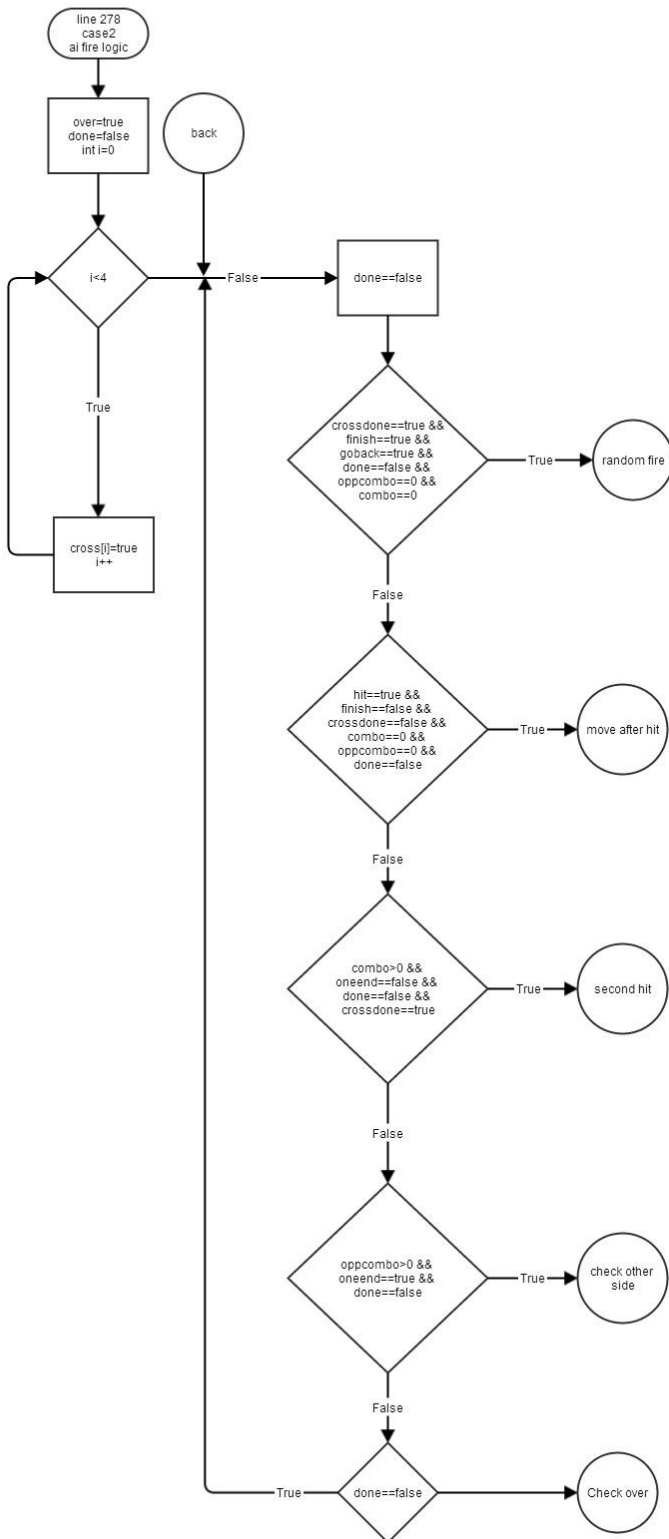 line 278
case2
ai fire logic
over=true
done=false
int i=0
back
i<4
False
done==false
True
cross[i]=true
i++
crossdone==true &&
finish==true &&
goback==true &&
done==false &&
oppcombo==0 &&
combo==0
True
random fire
False
hit==true &&
finish==false &&
crossdone==false &&
combo==0 &&
oppcombo==0 &&
done==false
True
move after hit
False
combo>0 &&
oneend==false &&
done==false &&
crossdone==true
True
second hit
False
oppcombo>0 &&
oneend==true &&
done==false
True
check other
side
False
True
done==false
Check over